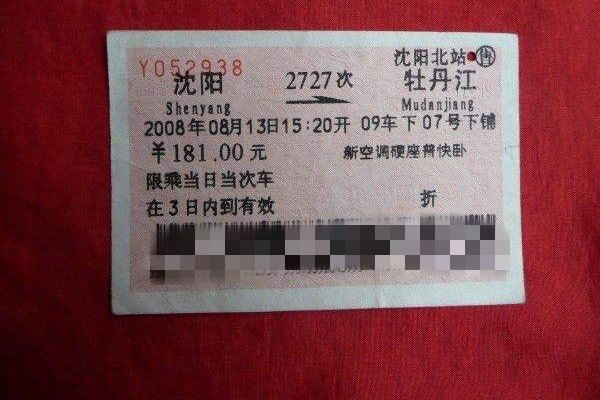 沈阳北站 售
Y052938
沈阳 2727次 牡丹江
Shenyang Mudanjiang
2008年08月13日15:20开 09车下07号下铺
￥181.00元 新空调硬座普快卧
限乘当日当次车
在3日内到有效 折